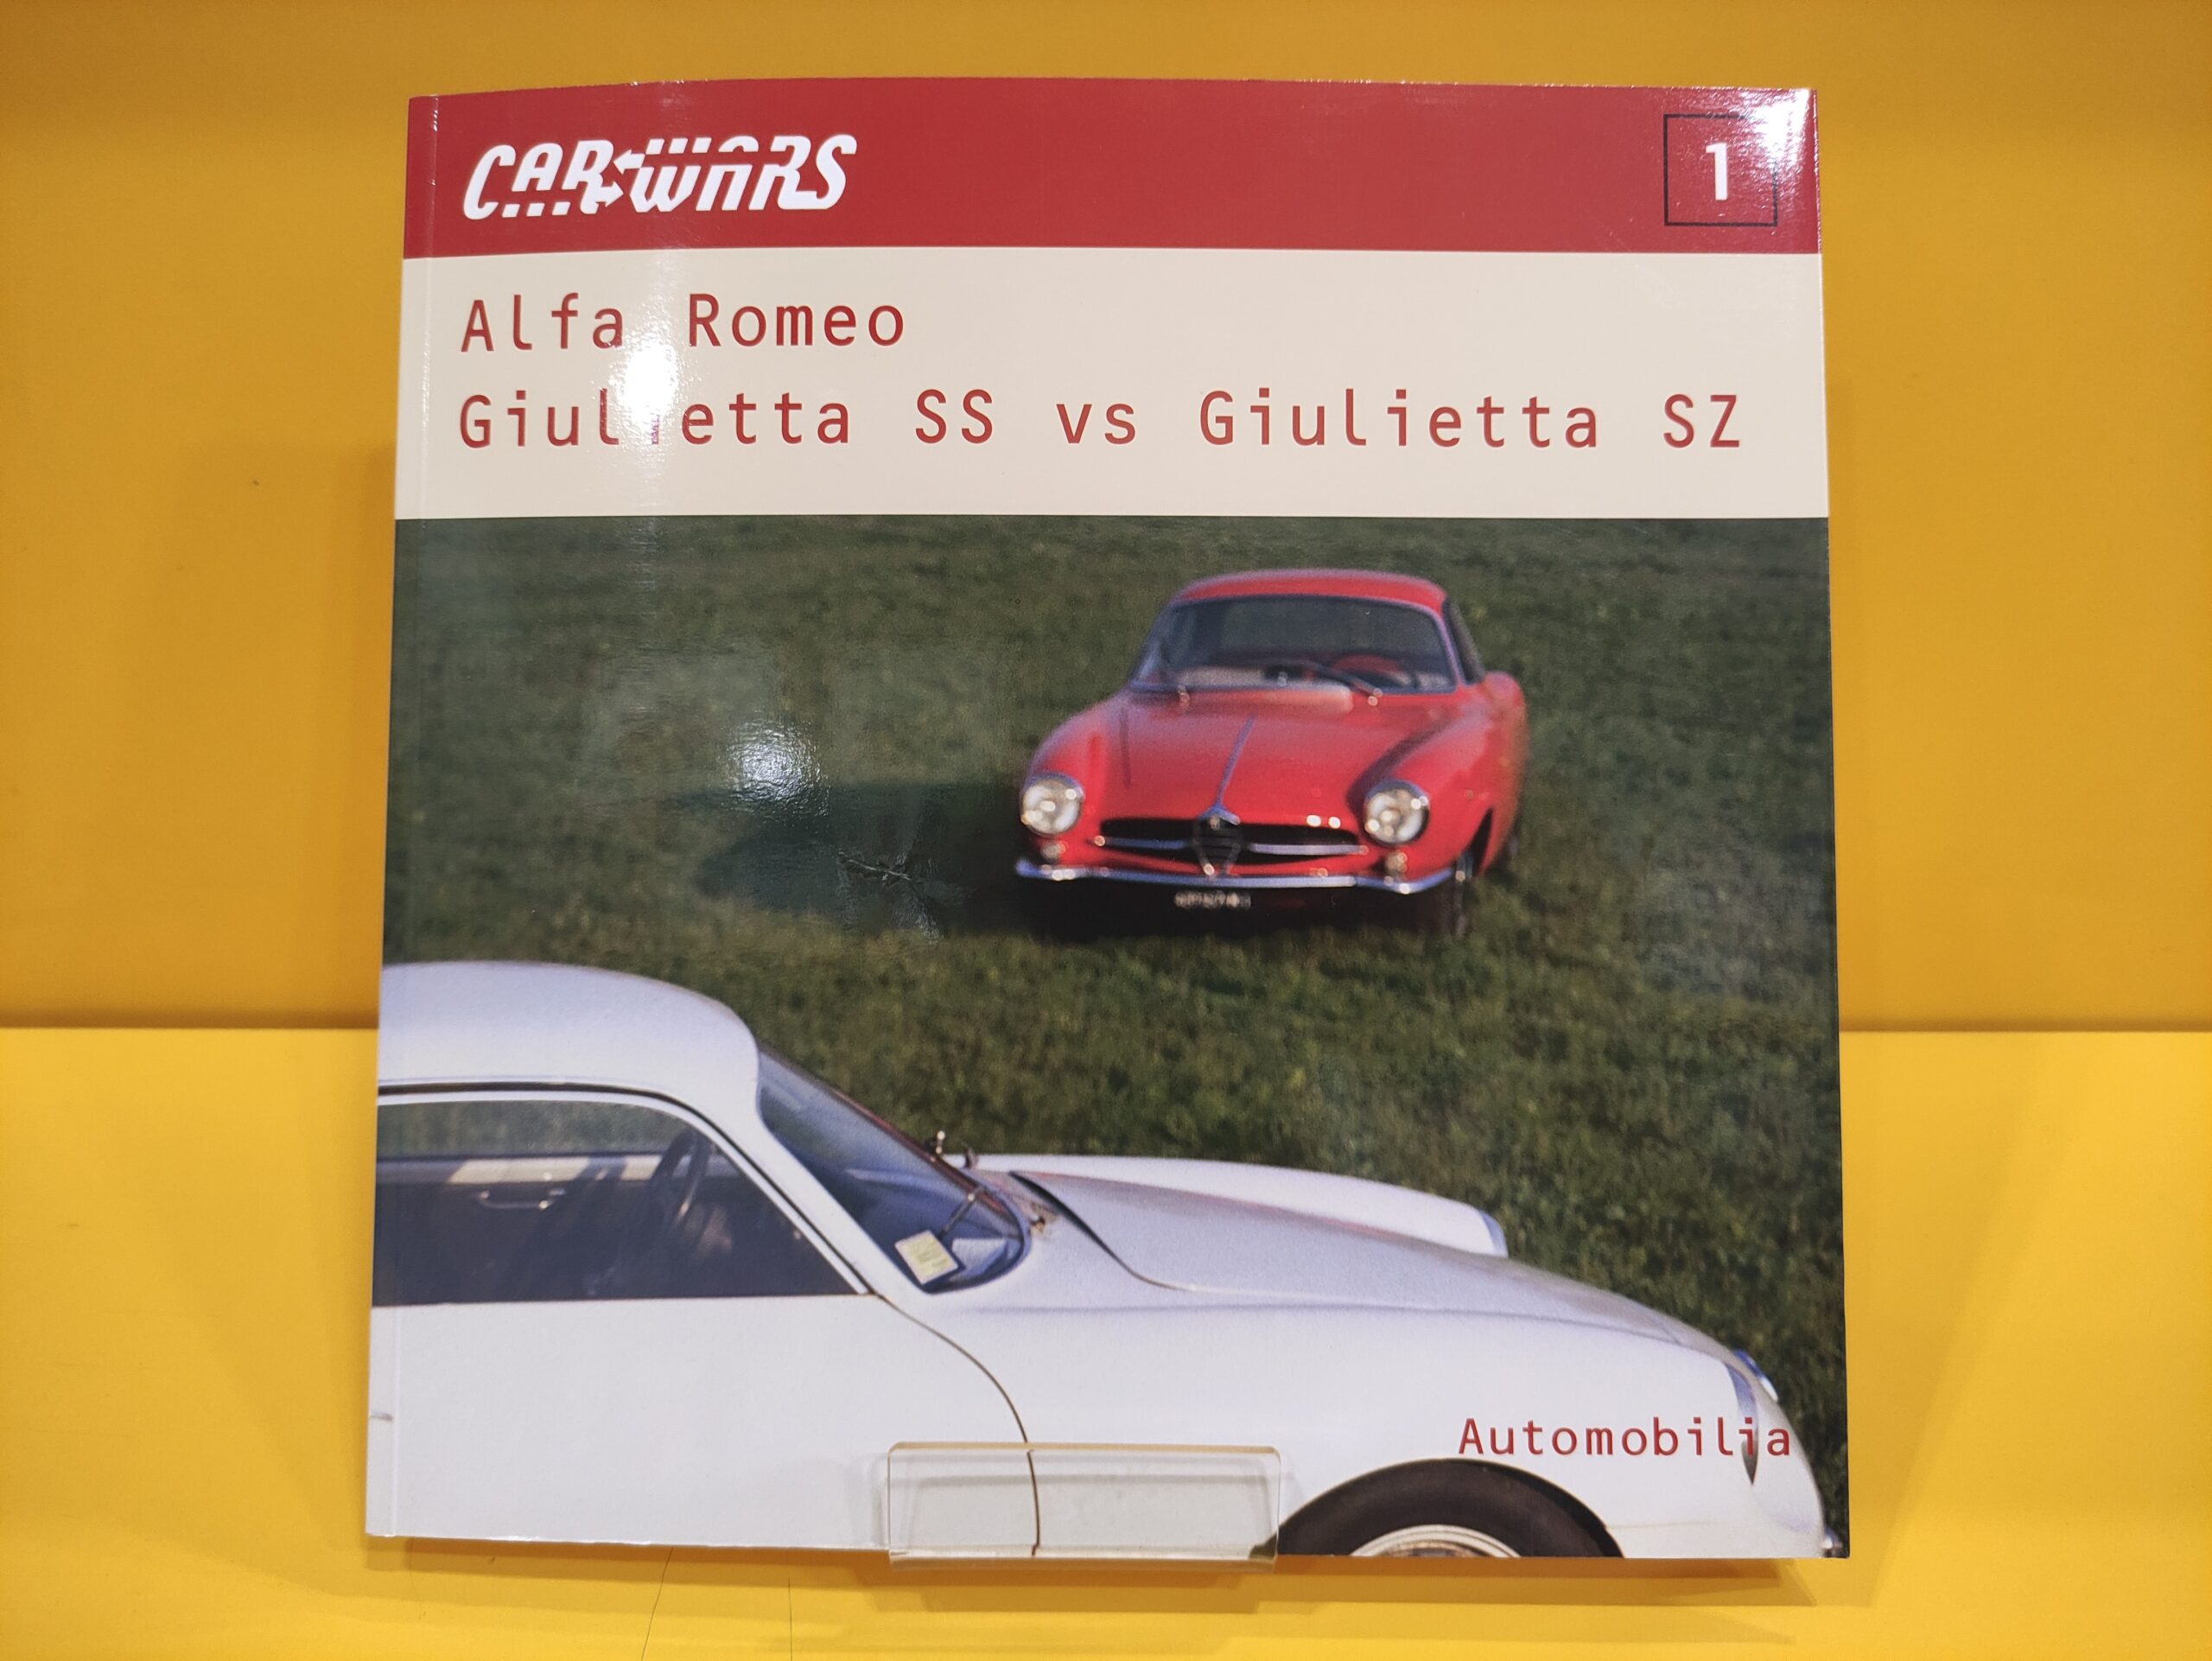 CAR WARS
1
Alfa Romeo
Giulietta SS vs Giulietta SZ
Automobilia